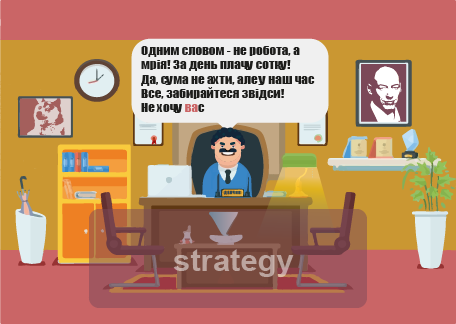 Одним словом - не робота, а
мрія! За день плачу сотку!
Да, сума не ахти, але у наш час
Все, забирайтеся звідси!
Не хочу вас
strategy